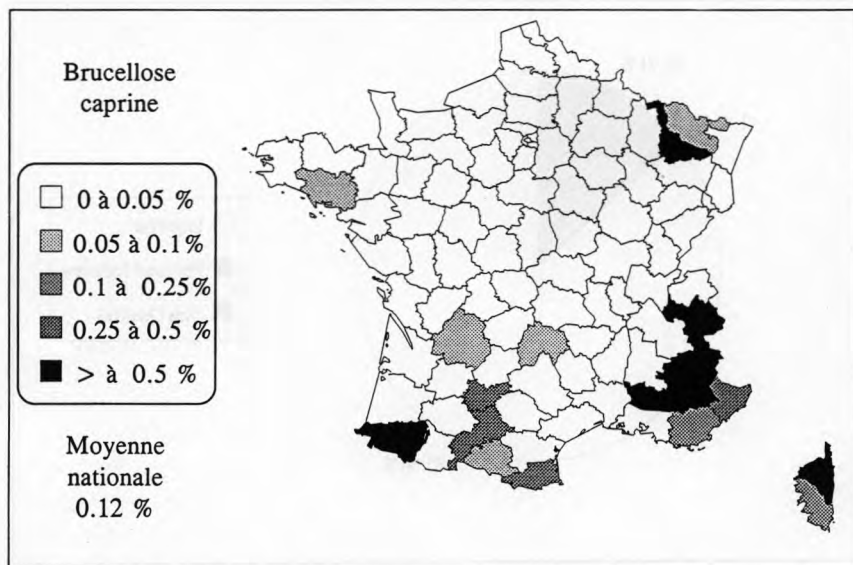 Brucellose
caprine
0 à 0.05 %
0.05 à 0.1%
0.1 à 0.25%
0.25 à 0.5 %
> à 0.5 %
Moyenne
nationale
0.12 %